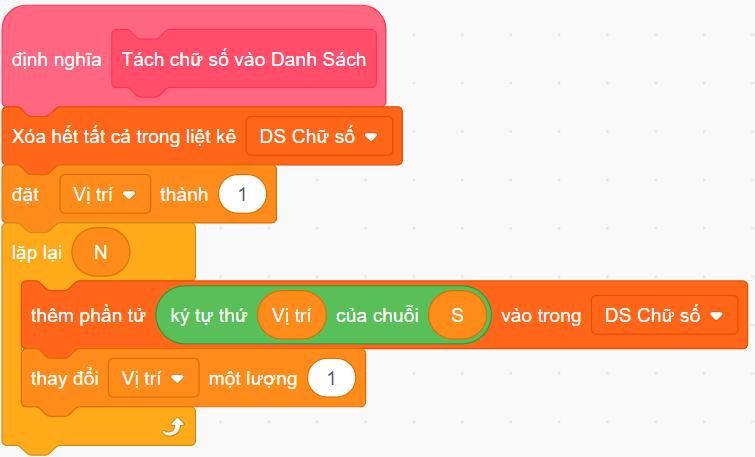 định nghĩa Tách chữ số vào Danh Sách
Xóa hết tất cả trong liệt kê DS Chữ số
đặt Vị trí thành 1
lặp lại N
thêm phần tử ký tự thứ Vị trí của chuỗi S vào trong DS Chữ số
thay đổi Vị trí một lượng 1